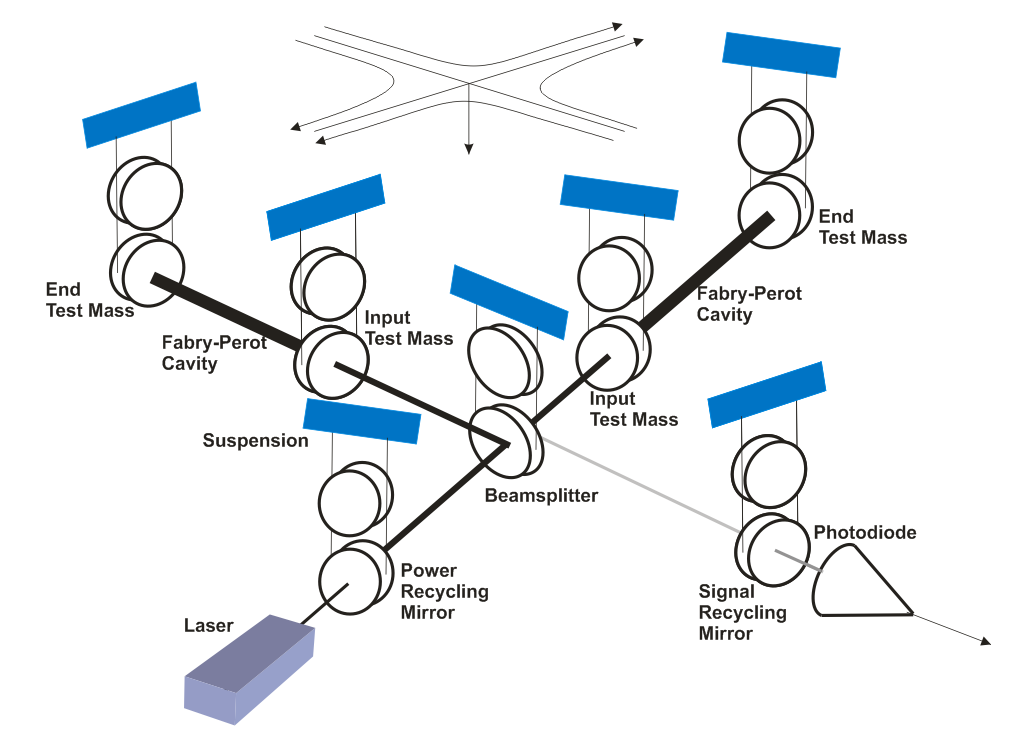 End
Test Mass
Fabry-Perot
Cavity
Input
Test Mass
End
Test Mass
Fabry-Perot
Cavity
Input
Test Mass
Suspension
Beamsplitter
Power
Recycling
Mirror
Laser
Photodiode
Signal
Recycling
Mirror